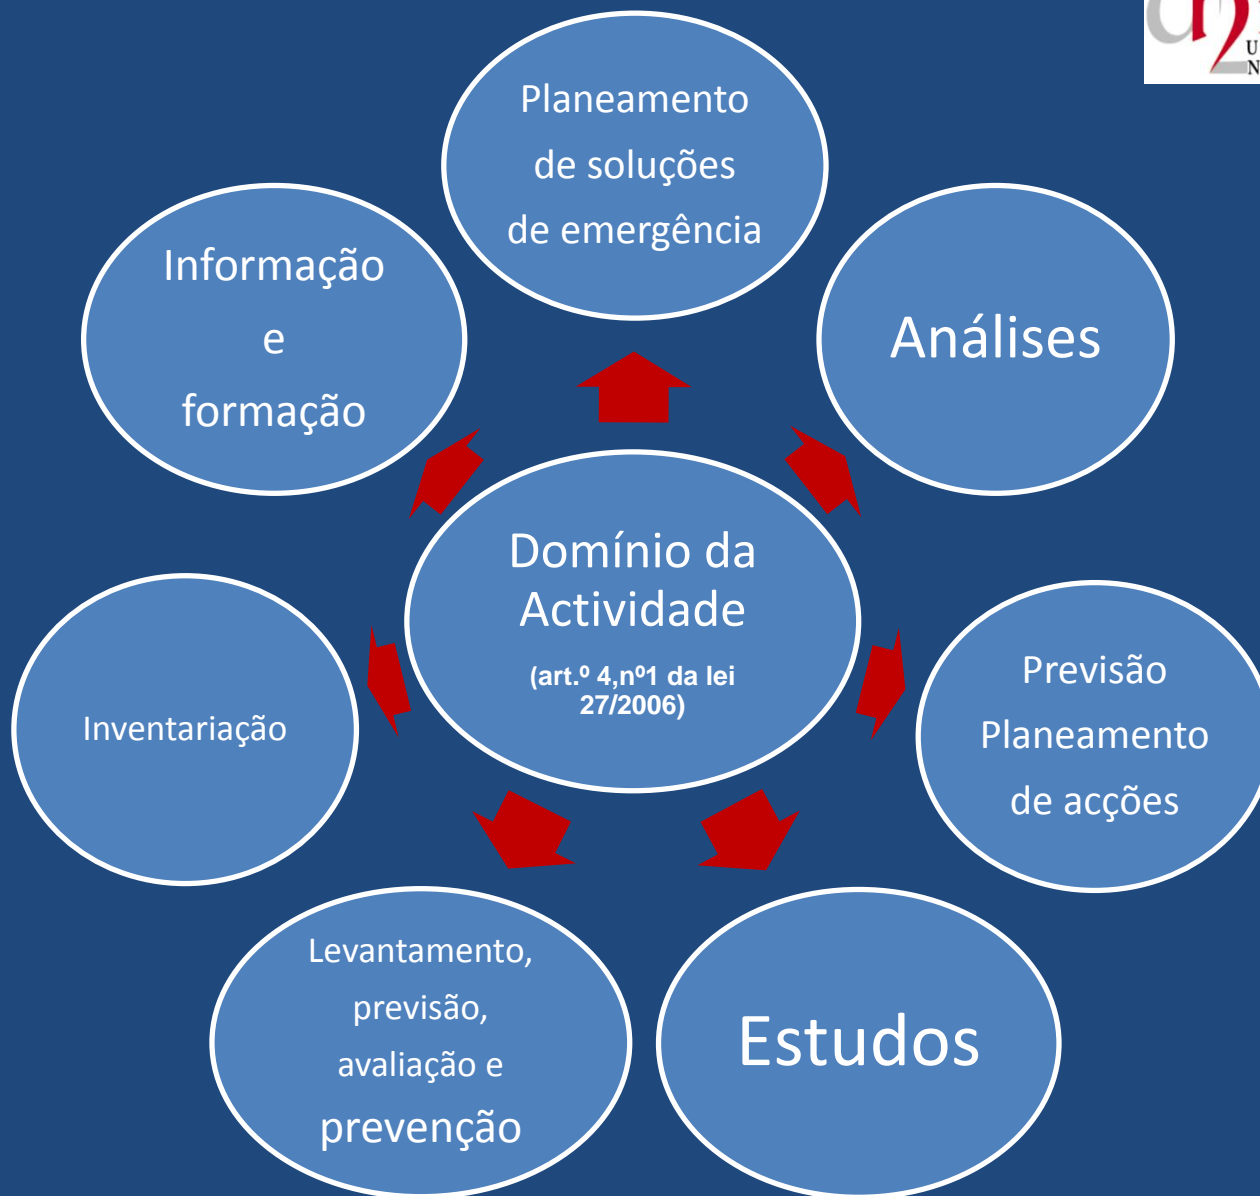 Planeamento
de soluções
de emergência
Informação
e
formação
Análises
Domínio da
Actividade
(art.º 4,nº1 da lei
27/2006)
Previsão
Planeamento
de acções
Inventariação
Levantamento,
previsão,
avaliação e
prevenção
Estudos